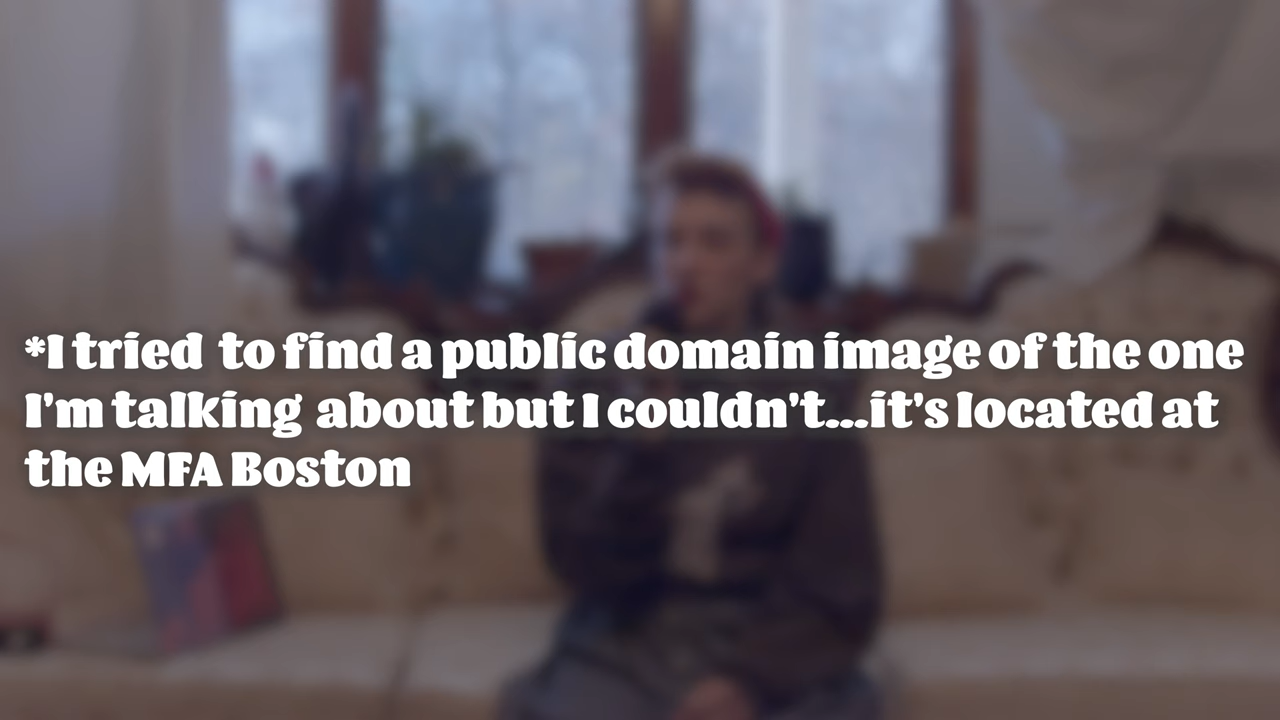 *I tried to find a public domain image of the one
I'm talking about but I couldn't...it's located at
the MFA Boston